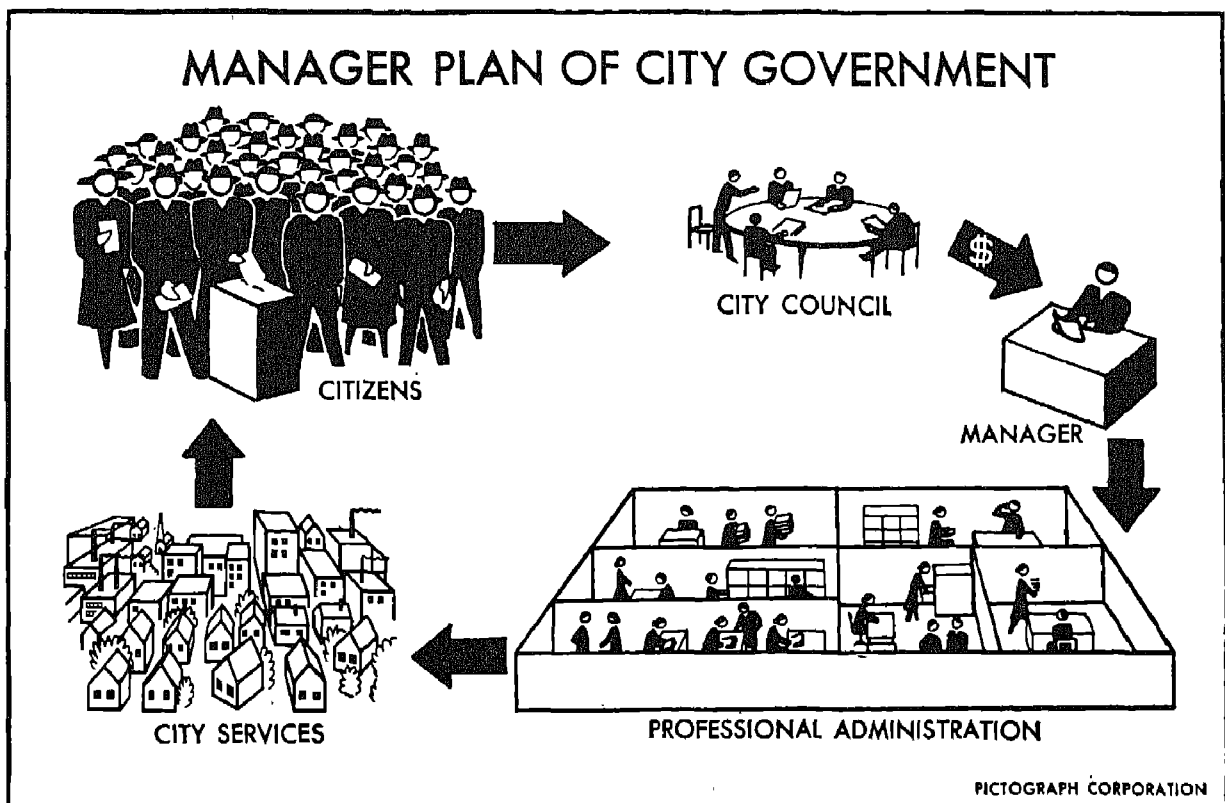 MANAGER PLAN OF CITY GOVERNMENT
CITIZENS
CITY COUNCIL
$
MANAGER
PROFESSIONAL ADMINISTRATION
CITY SERVICES
PICTOGRAPH CORPORATION